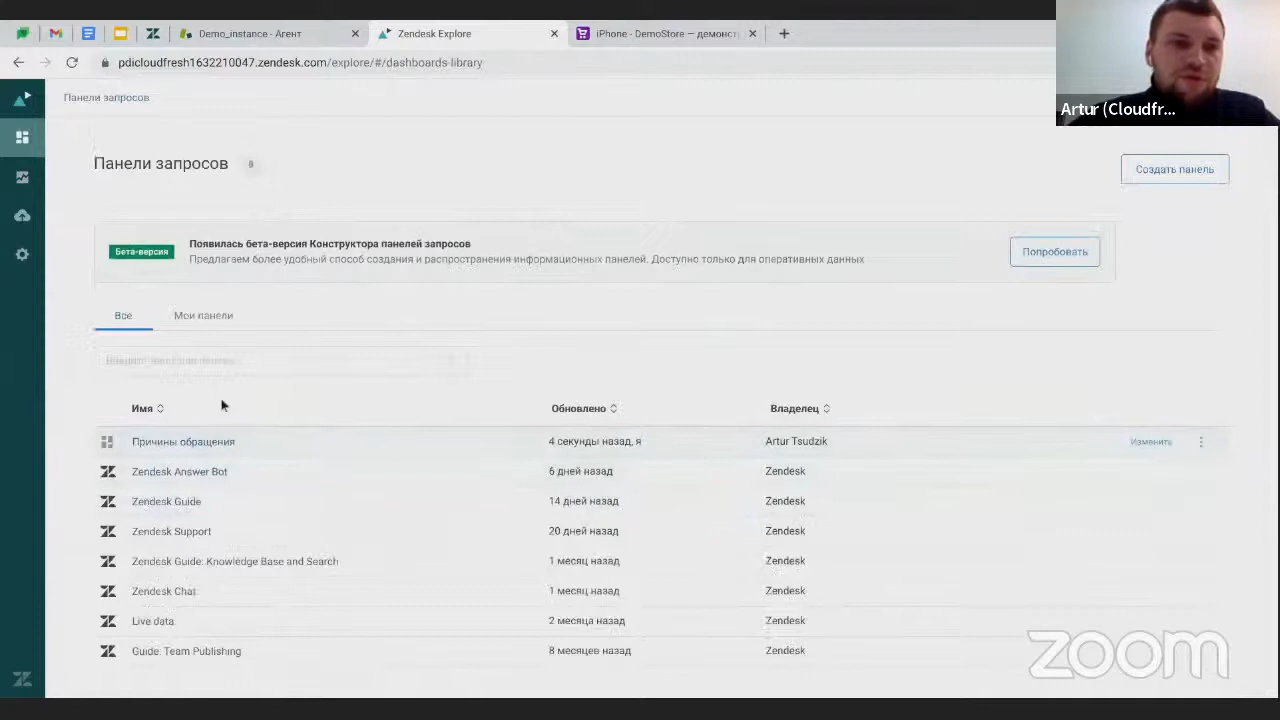 Demo_instance - Агент
Zendesk Explore
iPhone - DemoStore — демонст
pdicloudfresh1632210047.zendesk.com/explore/#/dashboards-library
Artur (Cloudfr...
Панели запросов
Панели запросов 8
Создать панель
Бета-версия
Появилась бета-версия Конструктора панелей запросов
Предлагаем более удобный способ создания и распространения информационных панелей. Доступно только для оперативных данных
Попробовать
Все Мои панели
Имя Обновлено Владелец
Причины обращения 4 секунды назад, я Artur Tsudzik Изменить
Zendesk Answer Bot 6 дней назад Zendesk
Zendesk Guide 14 дней назад Zendesk
Zendesk Support 20 дней назад Zendesk
Zendesk Guide: Knowledge Base and Search 1 месяц назад Zendesk
Zendesk Chat 1 месяц назад Zendesk
Live data 2 месяца назад Zendesk
Guide: Team Publishing 8 месяцев назад Zendesk
zoom